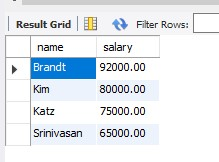 Result Grid Filter Rows:
name salary
Brandt 92000.00
Kim 80000.00
Katz 75000.00
Srinivasan 65000.00